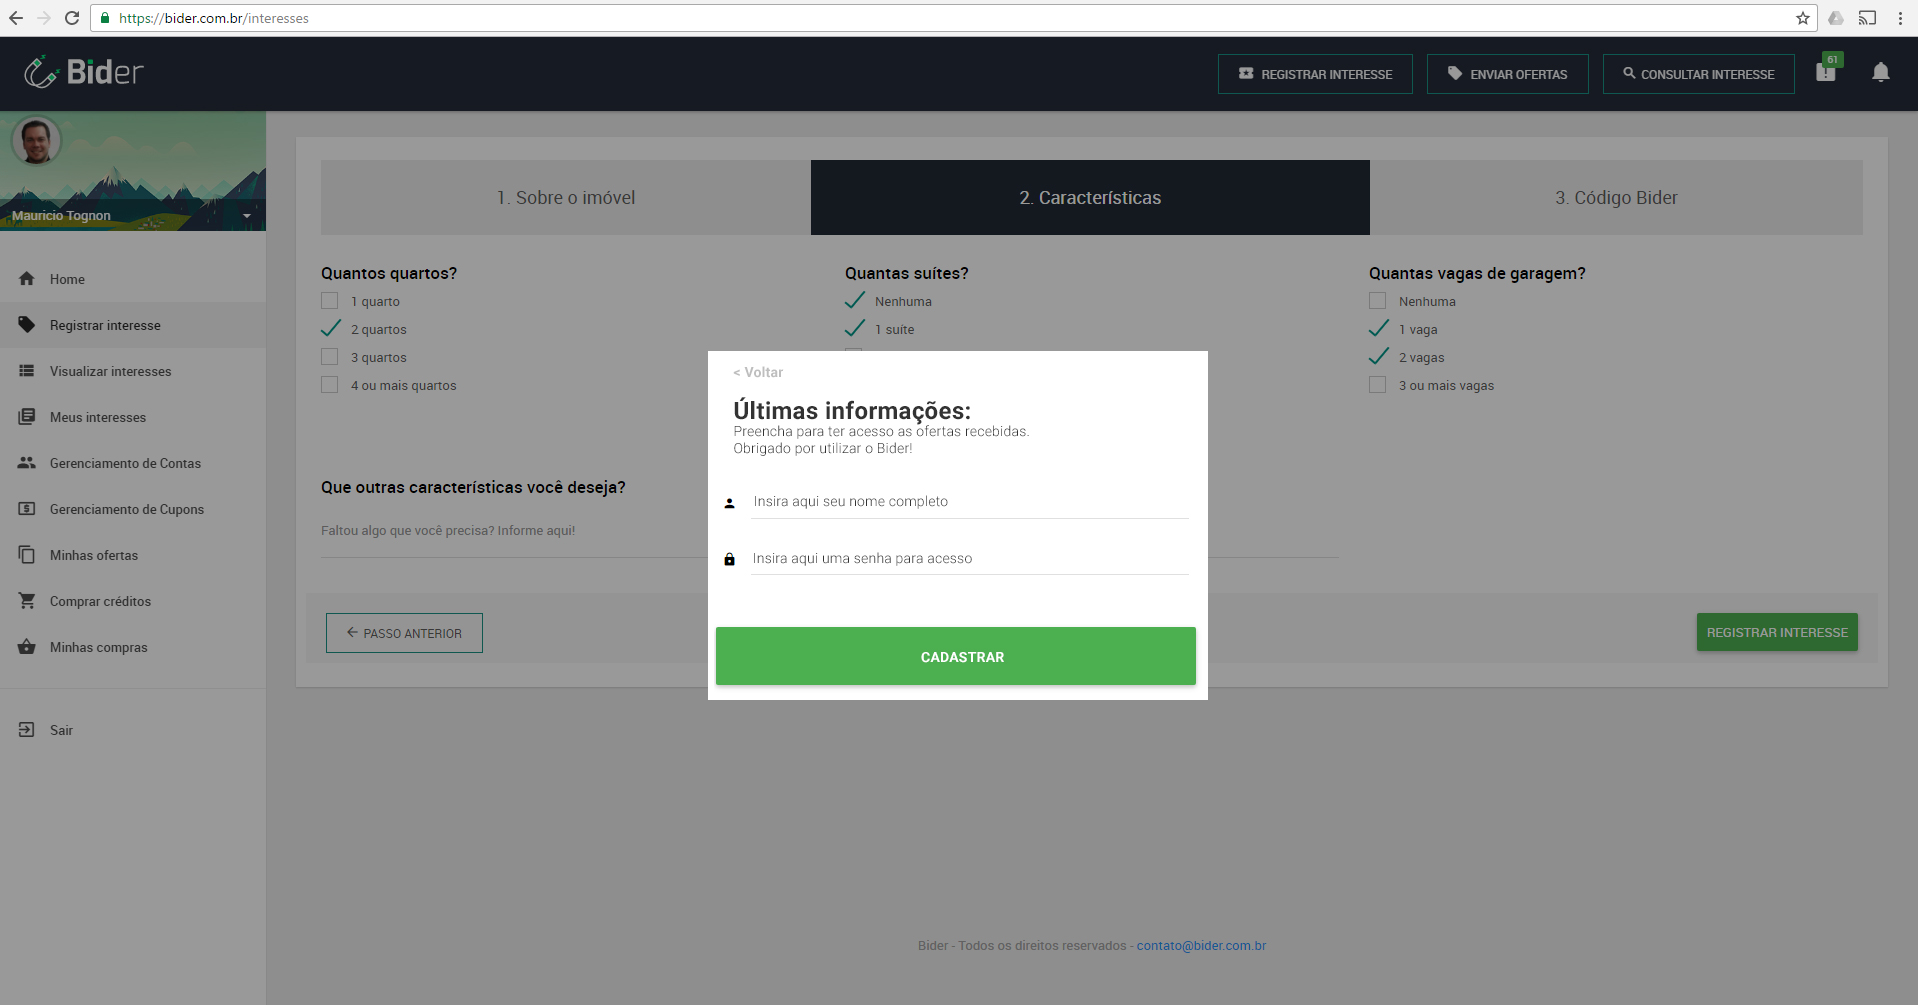 https://bider.com.br/interesses
Bider
REGISTRAR INTERESSE
ENVIAR OFERTAS
CONSULTAR INTERESSE
61
Mauricio Tognon
Home
Registrar interesse
Visualizar interesses
Meus interesses
Gerenciamento de Contas
Gerenciamento de Cupons
Minhas ofertas
Comprar créditos
Minhas compras
Sair
1. Sobre o imóvel
2. Características
3. Código Bider
Quantos quartos?
1 quarto
2 quartos
3 quartos
4 ou mais quartos
Quantas suítes?
Nenhuma
1 suíte
Quantas vagas de garagem?
Nenhuma
1 vaga
2 vagas
3 ou mais vagas
Que outras características você deseja?
Faltou algo que você precisa? Informe aqui!
PASSO ANTERIOR
REGISTRAR INTERESSE
< Voltar
Últimas informações:
Preencha para ter acesso as ofertas recebidas.
Obrigado por utilizar o Bider!
Insira aqui seu nome completo
Insira aqui uma senha para acesso
CADASTRAR
Bider - Todos os direitos reservados - contato@bider.com.br